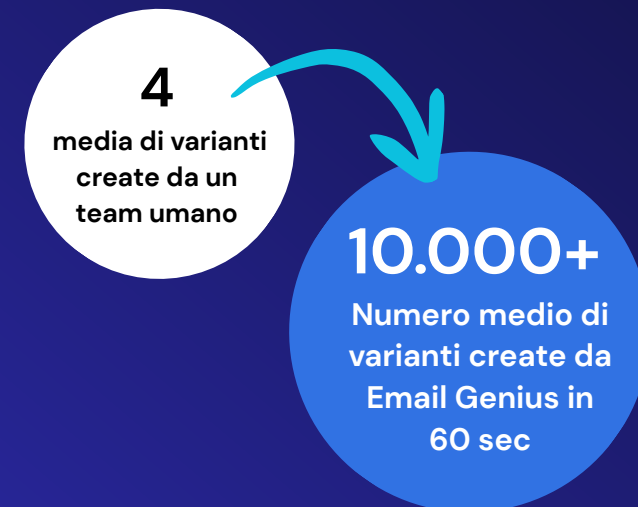 4
media di varianti
create da un
team umano
10.000+
Numero medio di
varianti create da
Email Genius in
60 sec